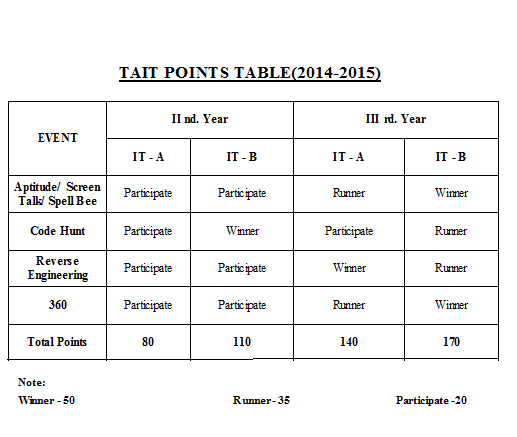 TAIT POINTS TABLE(2014-2015)
EVENT II nd. Year III rd. Year
IT - A IT - B IT - A IT - B
Aptitude/ Screen
Talk/ Spell Bee Participate Participate Runner Winner
Code Hunt Participate Winner Participate Runner
Reverse
Engineering Participate Participate Winner Runner
360 Participate Participate Runner Winner
Total Points 80 110 140 170
Note:
Winner - 50 Runner- 35 Participate -20